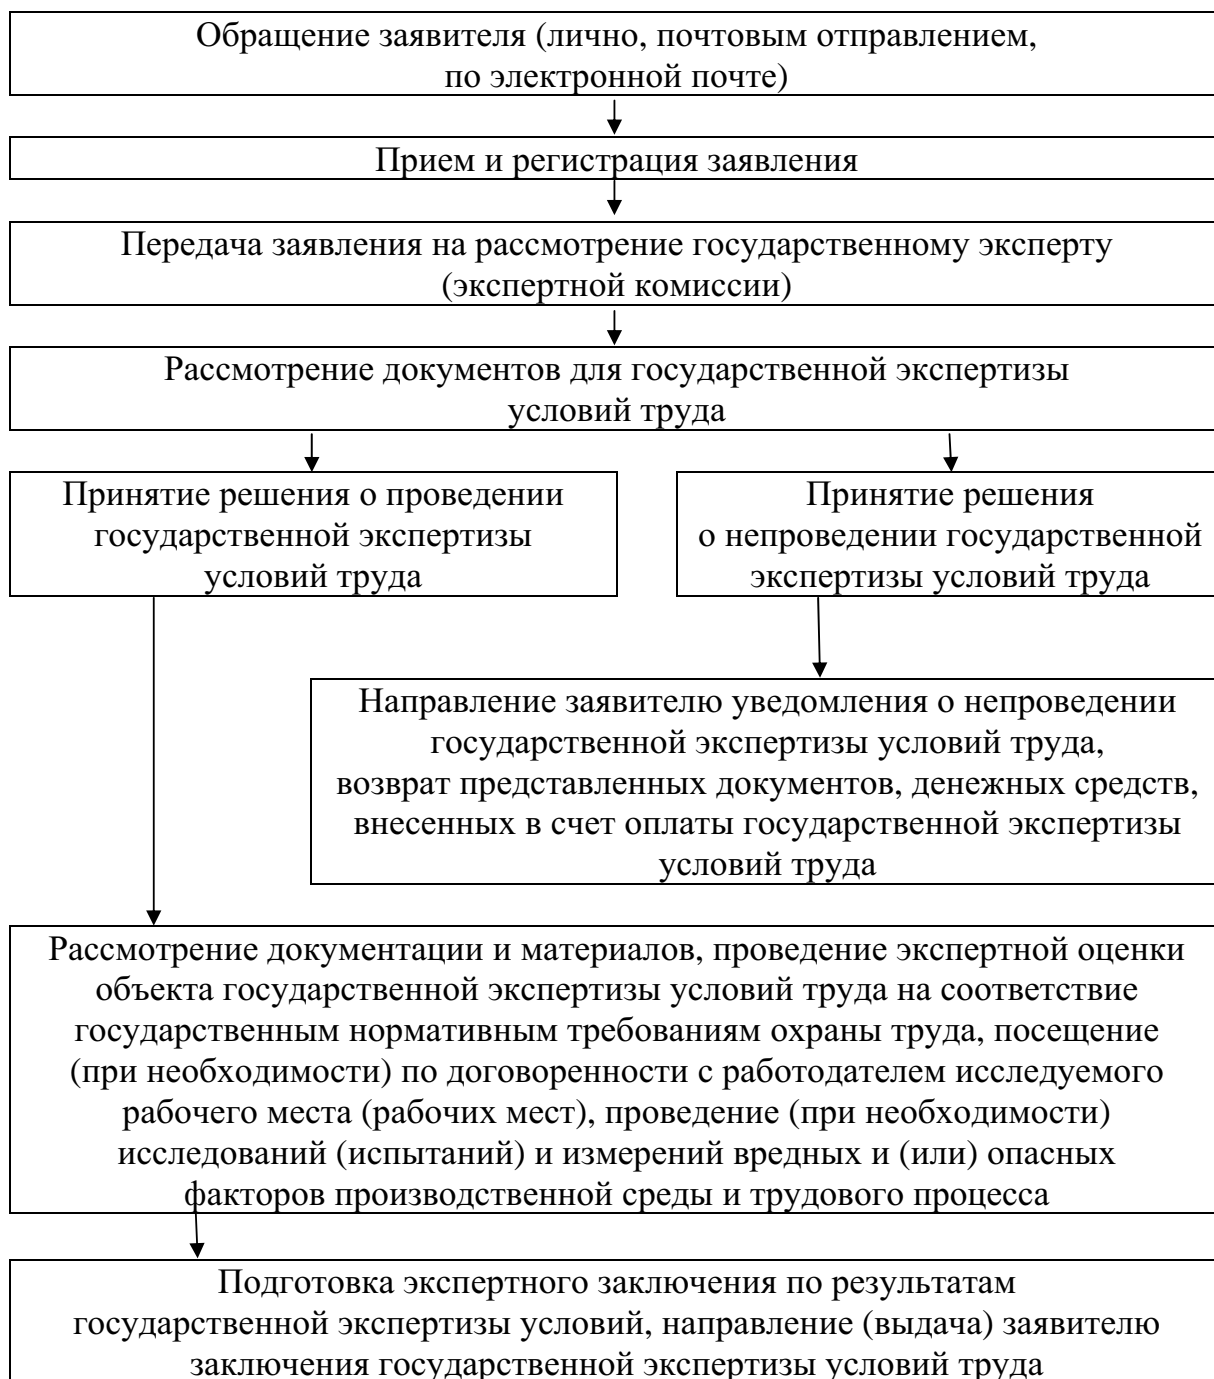 Обращение заявителя (лично, почтовым отправлением,
по электронной почте)
Прием и регистрация заявления
Передача заявления на рассмотрение государственному эксперту
(экспертной комиссии)
Рассмотрение документов для государственной экспертизы
условий труда
Принятие решения о проведении
государственной экспертизы
условий труда
Принятие решения
о непроведении государственной
экспертизы условий труда
Направление заявителю уведомления о непроведении
государственной экспертизы условий труда,
возврат представленных документов, денежных средств,
внесенных в счет оплаты государственной экспертизы
условий труда
Рассмотрение документации и материалов, проведение экспертной оценки
объекта государственной экспертизы условий труда на соответствие
государственным нормативным требованиям охраны труда, посещение
(при необходимости) по договоренности с работодателем исследуемого
рабочего места (рабочих мест), проведение (при необходимости)
исследований (испытаний) и измерений вредных и (или) опасных
факторов производственной среды и трудового процесса
Подготовка экспертного заключения по результатам
государственной экспертизы условий, направление (выдача) заявителю
заключения государственной экспертизы условий труда